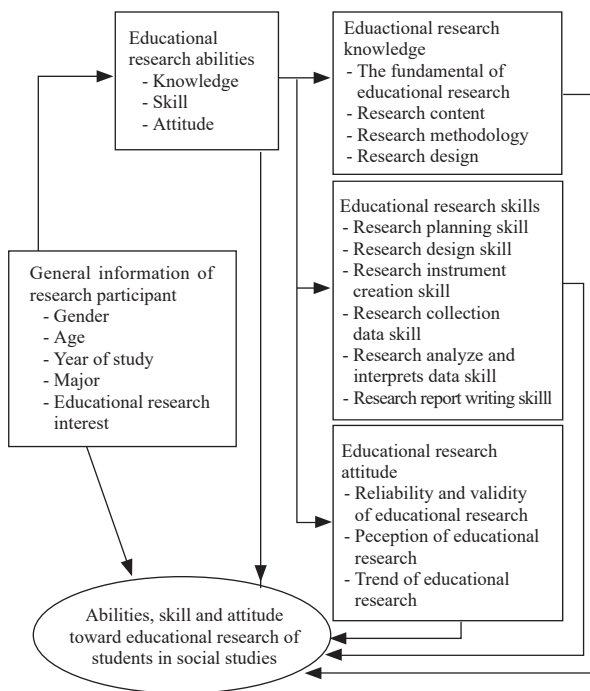 Educational
research abilities
- Knowledge
- Skill
- Attitude
Eduactional research
knowledge
- The fundamental of
educational research
- Research content
- Research methodology
- Research design
Educational research skills
- Research planning skill
- Research design skill
- Research instrument
creation skill
- Research collection
data skill
- Research analyze and
interprets data skill
- Research report writing skilll
General information of
research participant
- Gender
- Age
- Year of study
- Major
- Educational research
interest
Educational research
attitude
- Reliability and validity
of educational research
- Peception of educational
research
- Trend of educational
research
Abilities, skill and attitude
toward educational research of
students in social studies